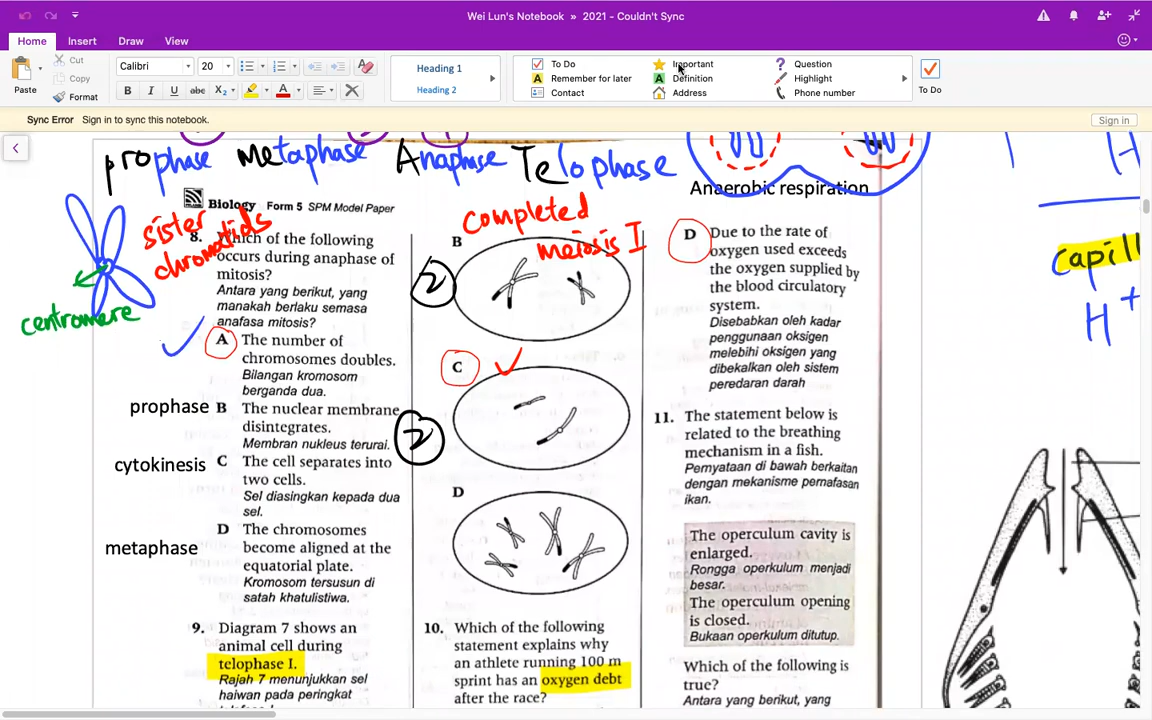 Wei Lun's Notebook » 2021 - Couldn't Sync
Home Insert Draw View
Paste
Cut
Copy
Format
Calibri 20
B I U abc X₂ A
Heading 1
Heading 2
To Do
Remember for later
Contact
Important
Definition
Address
Question
Highlight
Phone number
To Do
Sync Error Sign in to sync this notebook.
Sign in
prophase Metaphase Anaphase Telophase
Anaerobic respiration
H
Biology Form 5 SPM Model Paper
sister
chromatids
centromere
8. Which of the following
occurs during anaphase of
mitosis?
Antara yang berikut, yang
manakah berlaku semasa
anafasa mitosis?
A The number of
chromosomes doubles.
Bilangan kromosom
berganda dua.
prophase B The nuclear membrane
disintegrates.
Membran nukleus terurai.
cytokinesis C The cell separates into
two cells.
Sel diasingkan kepada dua
sel.
D The chromosomes
metaphase become aligned at the
equatorial plate.
Kromosom tersusun di
satah khatulistiwa.
9. Diagram 7 shows an
animal cell during
telophase I.
Rajah 7 menunjukkan sel
haiwan pada peringkat
completed
meiosis I
B
2
C
2
D
10. Which of the following
statement explains why
an athlete running 100 m
sprint has an oxygen debt
after the race?
D Due to the rate of
oxygen used exceeds
the oxygen supplied by
the blood circulatory
system.
Disebabkan oleh kadar
penggunaan oksigen
melebihi oksigen yang
dibekalkan oleh sistem
peredaran darah
11. The statement below is
related to the breathing
mechanism in a fish.
Pernyataan di bawah berkaitan
dengan mekanisme pernafasan
ikan.
The operculum cavity is
enlarged.
Rongga operkulum menjadi
besar.
The operculum opening
is closed.
Bukaan operkulum ditutup.
Which of the following is
true?
Antara yang berikut, yang
capill
H+